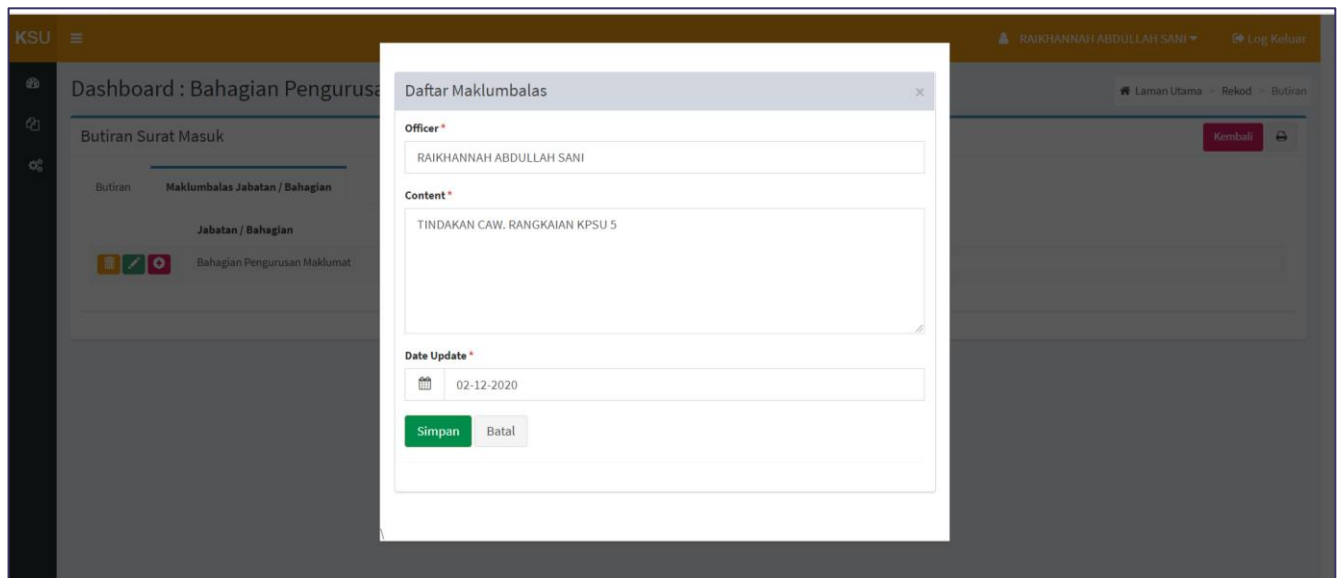 KSU
RAIKHANNAH ABDULLAH SANI
Log Keluar
Dashboard : Bahagian Pengurusa
Laman Utama > Rekod > Butiran
Butiran Surat Masuk
Kembali
Butiran
Maklumbalas Jabatan / Bahagian
Jabatan / Bahagian
Bahagian Pengurusan Maklumat
Daftar Maklumbalas
×
Officer *
RAIKHANNAH ABDULLAH SANI
Content *
TINDAKAN CAW. RANGKAIAN KPSU 5
Date Update *
02-12-2020
Simpan
Batal
\